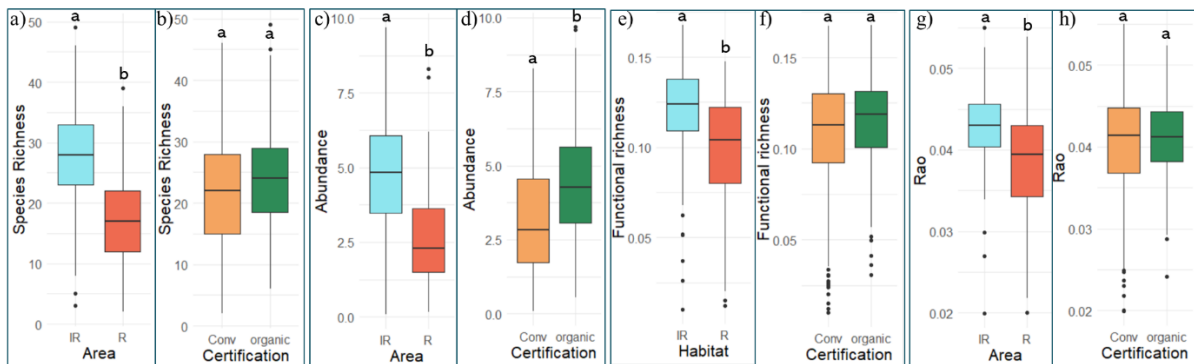 a)
Species Richness
50
40
30
20
10
0
a
b
IR
R
Area
b)
Species Richness
50
40
30
20
10
0
a
a
Conv
organic
Certification
c)
Abundance
10.0
7.5
5.0
2.5
0.0
a
b
IR
R
Area
d)
Abundance
10.0
7.5
5.0
2.5
0.0
a
b
Conv
organic
Certification
e)
Functional richness
0.15
0.10
0.05
a
b
IR
R
Habitat
f)
Functional richness
0.15
0.10
0.05
a
a
Conv
organic
Certification
g)
Rao
0.05
0.04
0.03
0.02
a
b
IR
R
Area
h)
Rao
0.05
0.04
0.03
0.02
a
a
Conv
organic
Certification